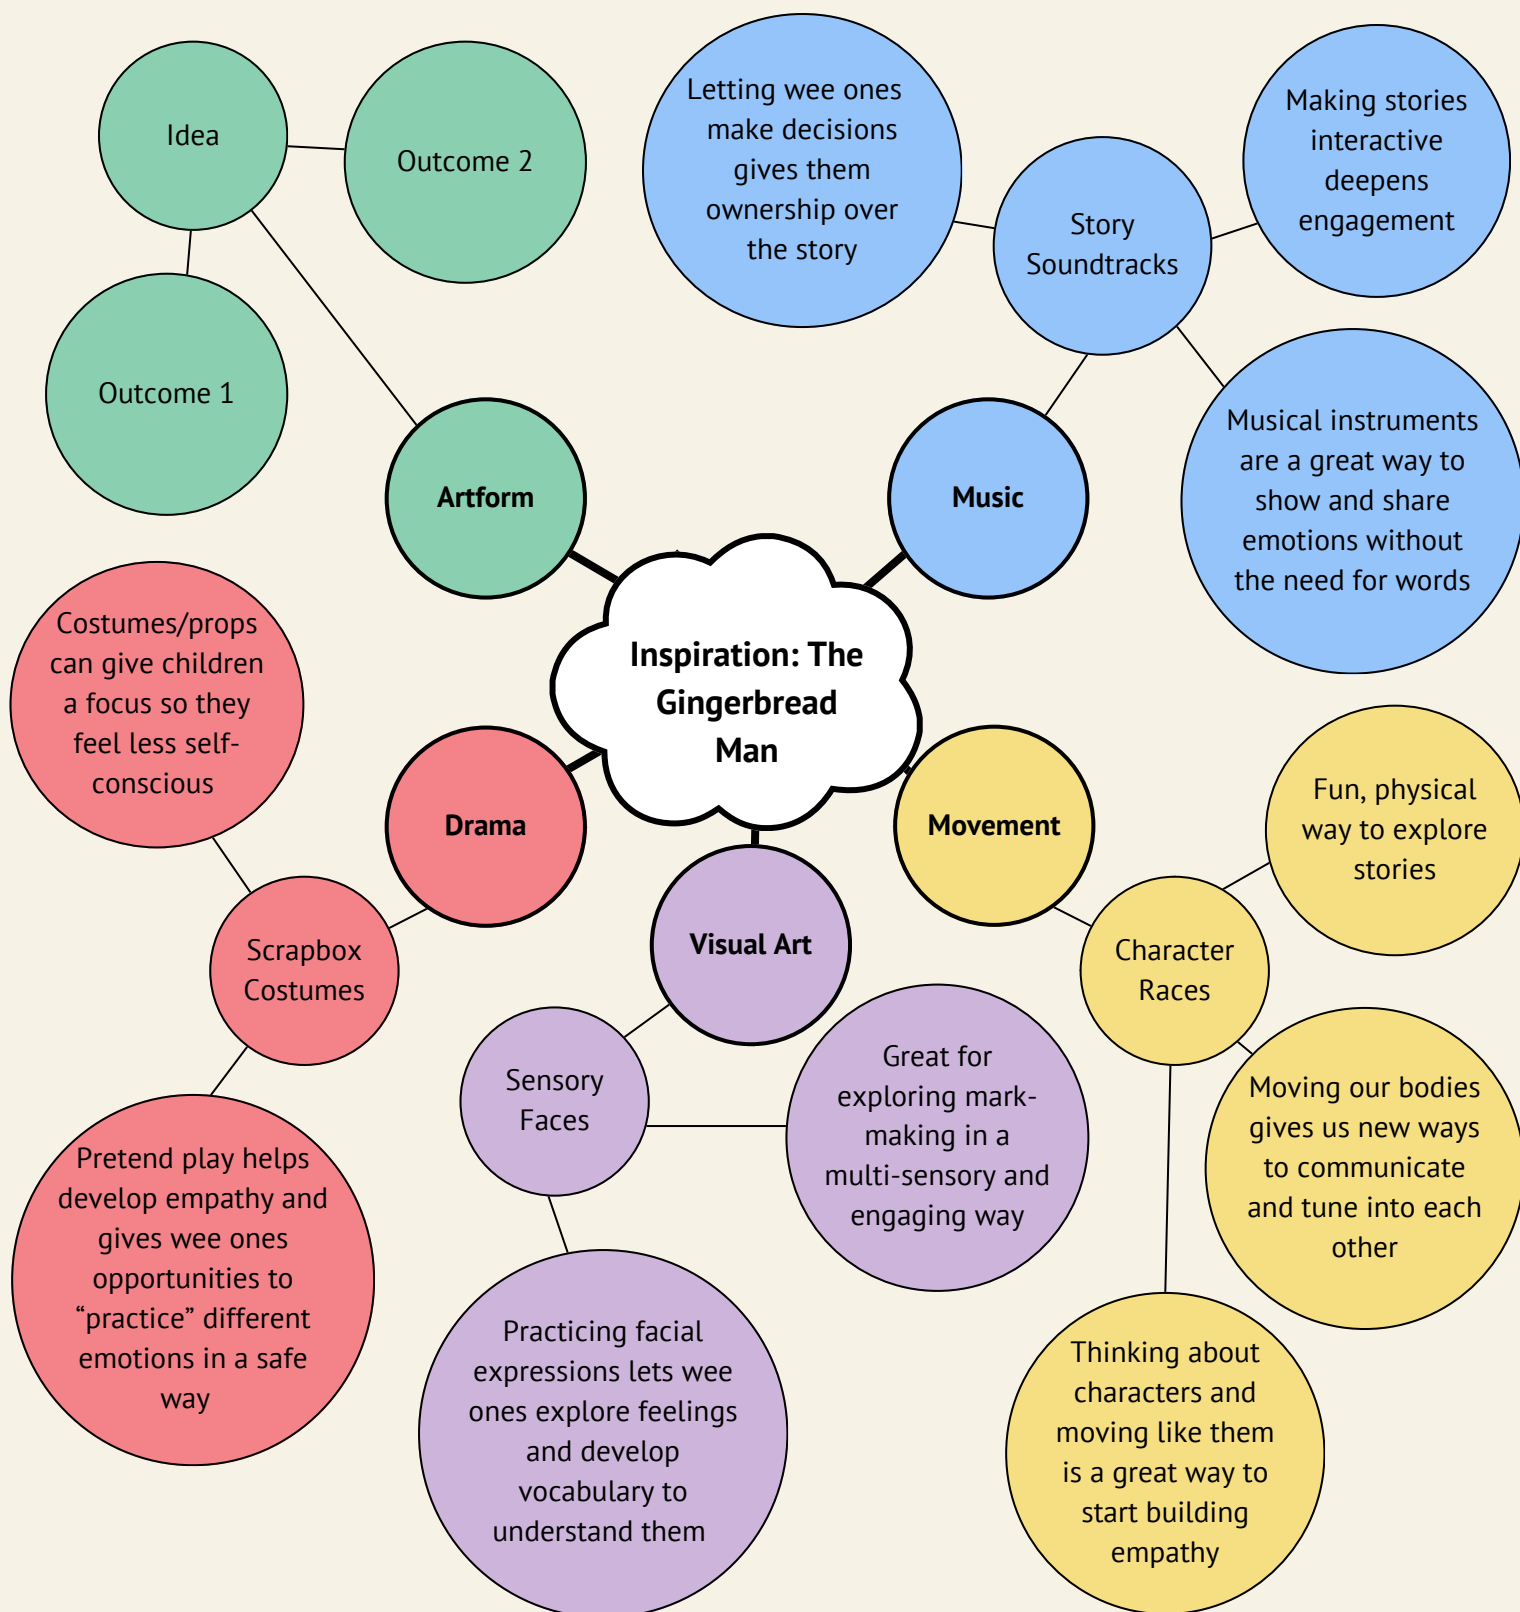 Idea
Outcome 2
Outcome 1
Artform
Letting wee ones
make decisions
gives them
ownership over
the story
Story
Soundtracks
Making stories
interactive
deepens
engagement
Musical instruments
are a great way to
show and share
emotions without
the need for words
Music
Inspiration: The
Gingerbread
Man
Costumes/props
can give children
a focus so they
feel less self-
conscious
Drama
Scrapbox
Costumes
Pretend play helps
develop empathy and
gives wee ones
opportunities to
“practice” different
emotions in a safe
way
Visual Art
Sensory
Faces
Great for
exploring mark-
making in a
multi-sensory and
engaging way
Practicing facial
expressions lets wee
ones explore feelings
and develop
vocabulary to
understand them
Movement
Character
Races
Fun, physical
way to explore
stories
Moving our bodies
gives us new ways
to communicate
and tune into each
other
Thinking about
characters and
moving like them
is a great way to
start building
empathy